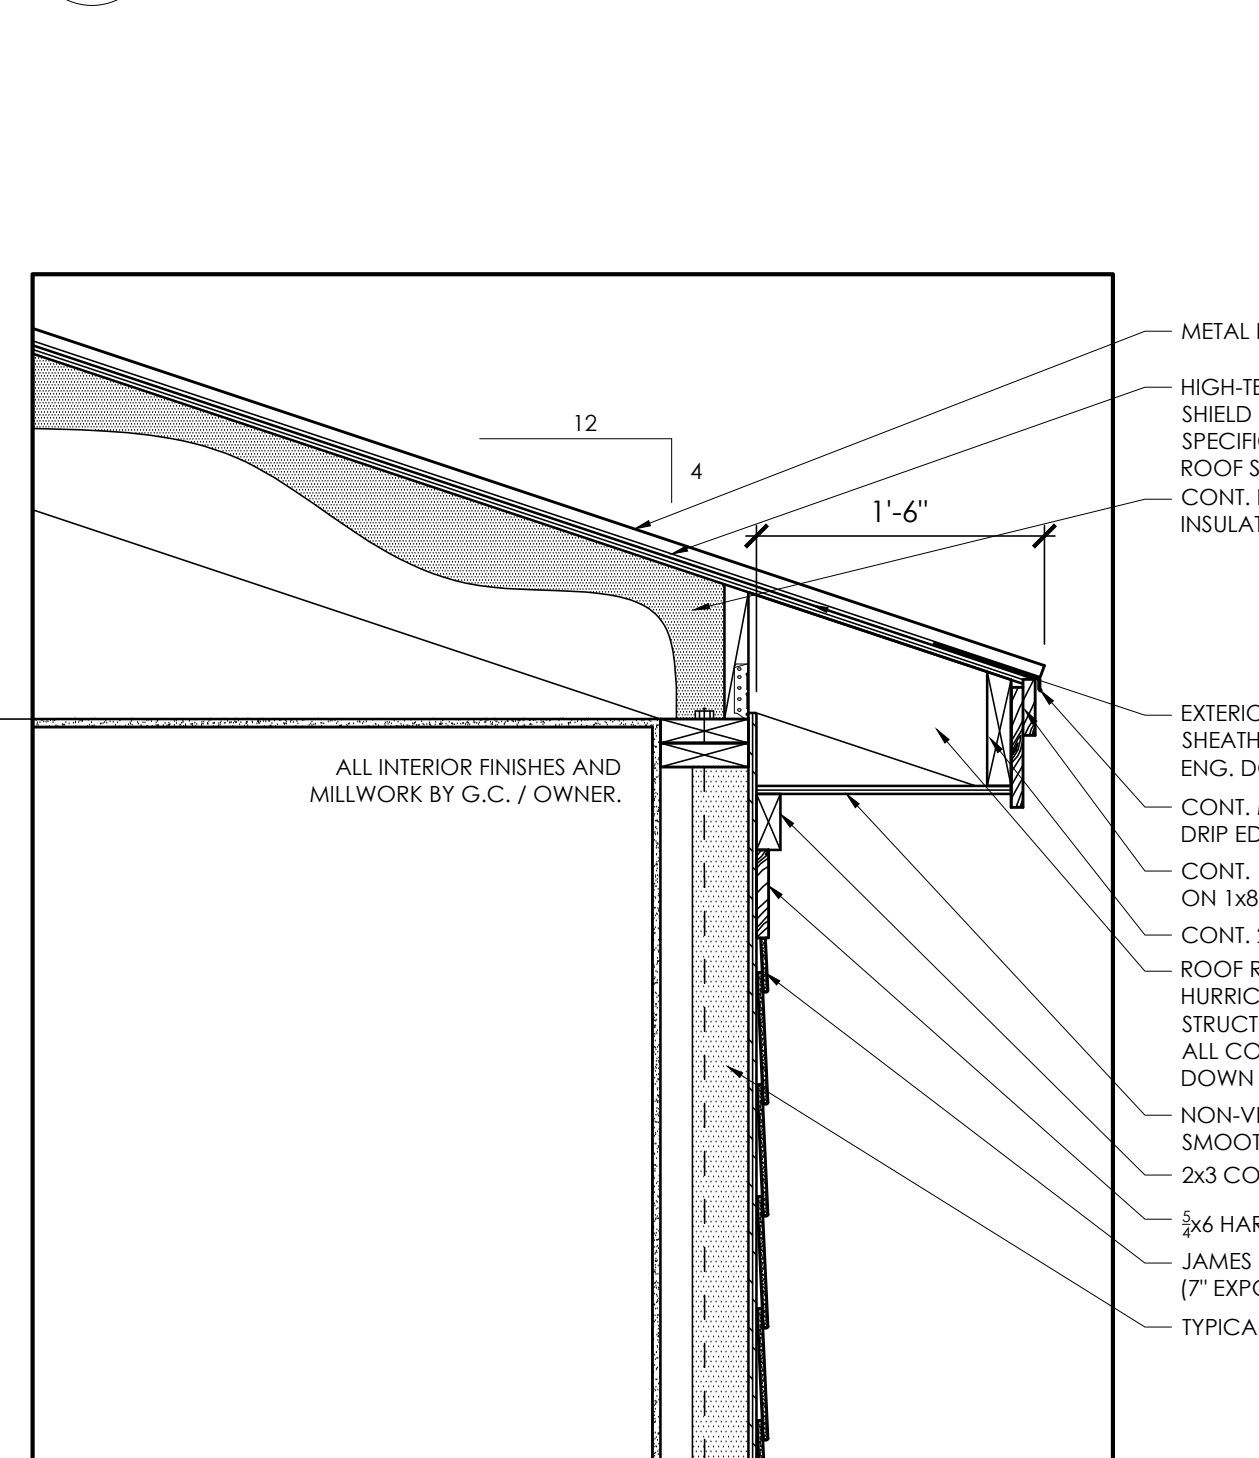 METAL
HIGH-TE
SHIELD
12
SPECIFI
4
ROOF S
CONT.
1'-6"
INSULAT
EXTERIO
SHEATH
ALL INTERIOR FINISHES AND
ENG. D
MILLWORK BY G.C. / OWNER.
CONT.
DRIP ED
CONT.
ON 1x8
CONT.
ROOF R
HURRIC
STRUCT
ALL CO
DOWN
NON-V
SMOOT
2x3 CO
5/4x6 HAR
JAMES
(7" EXPO
TYPICA